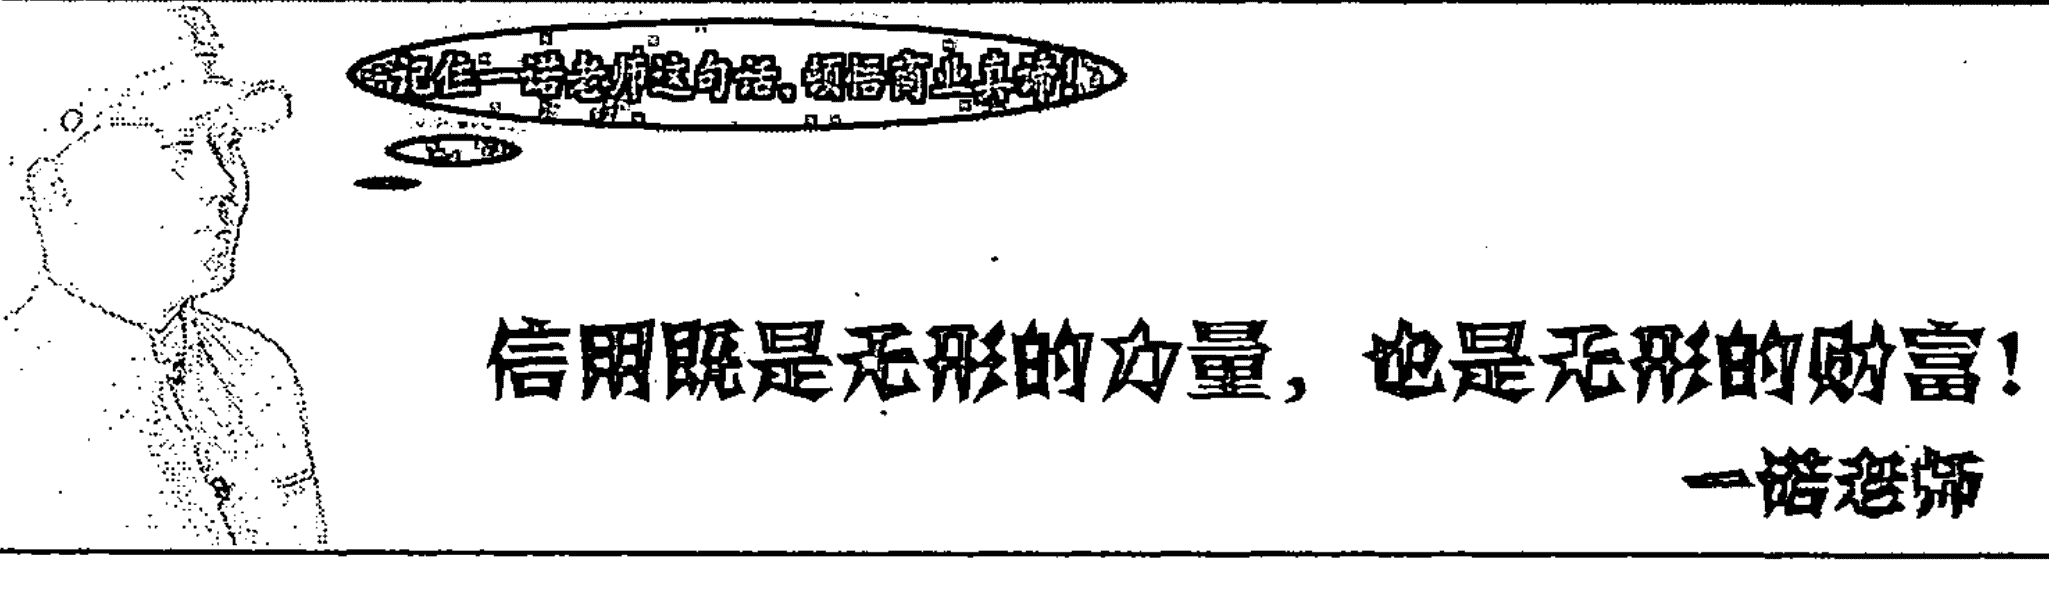 记住一诺老师这句话，领悟商业真谛！
信用既是无形的力量，也是无形的财富！
一诺老师